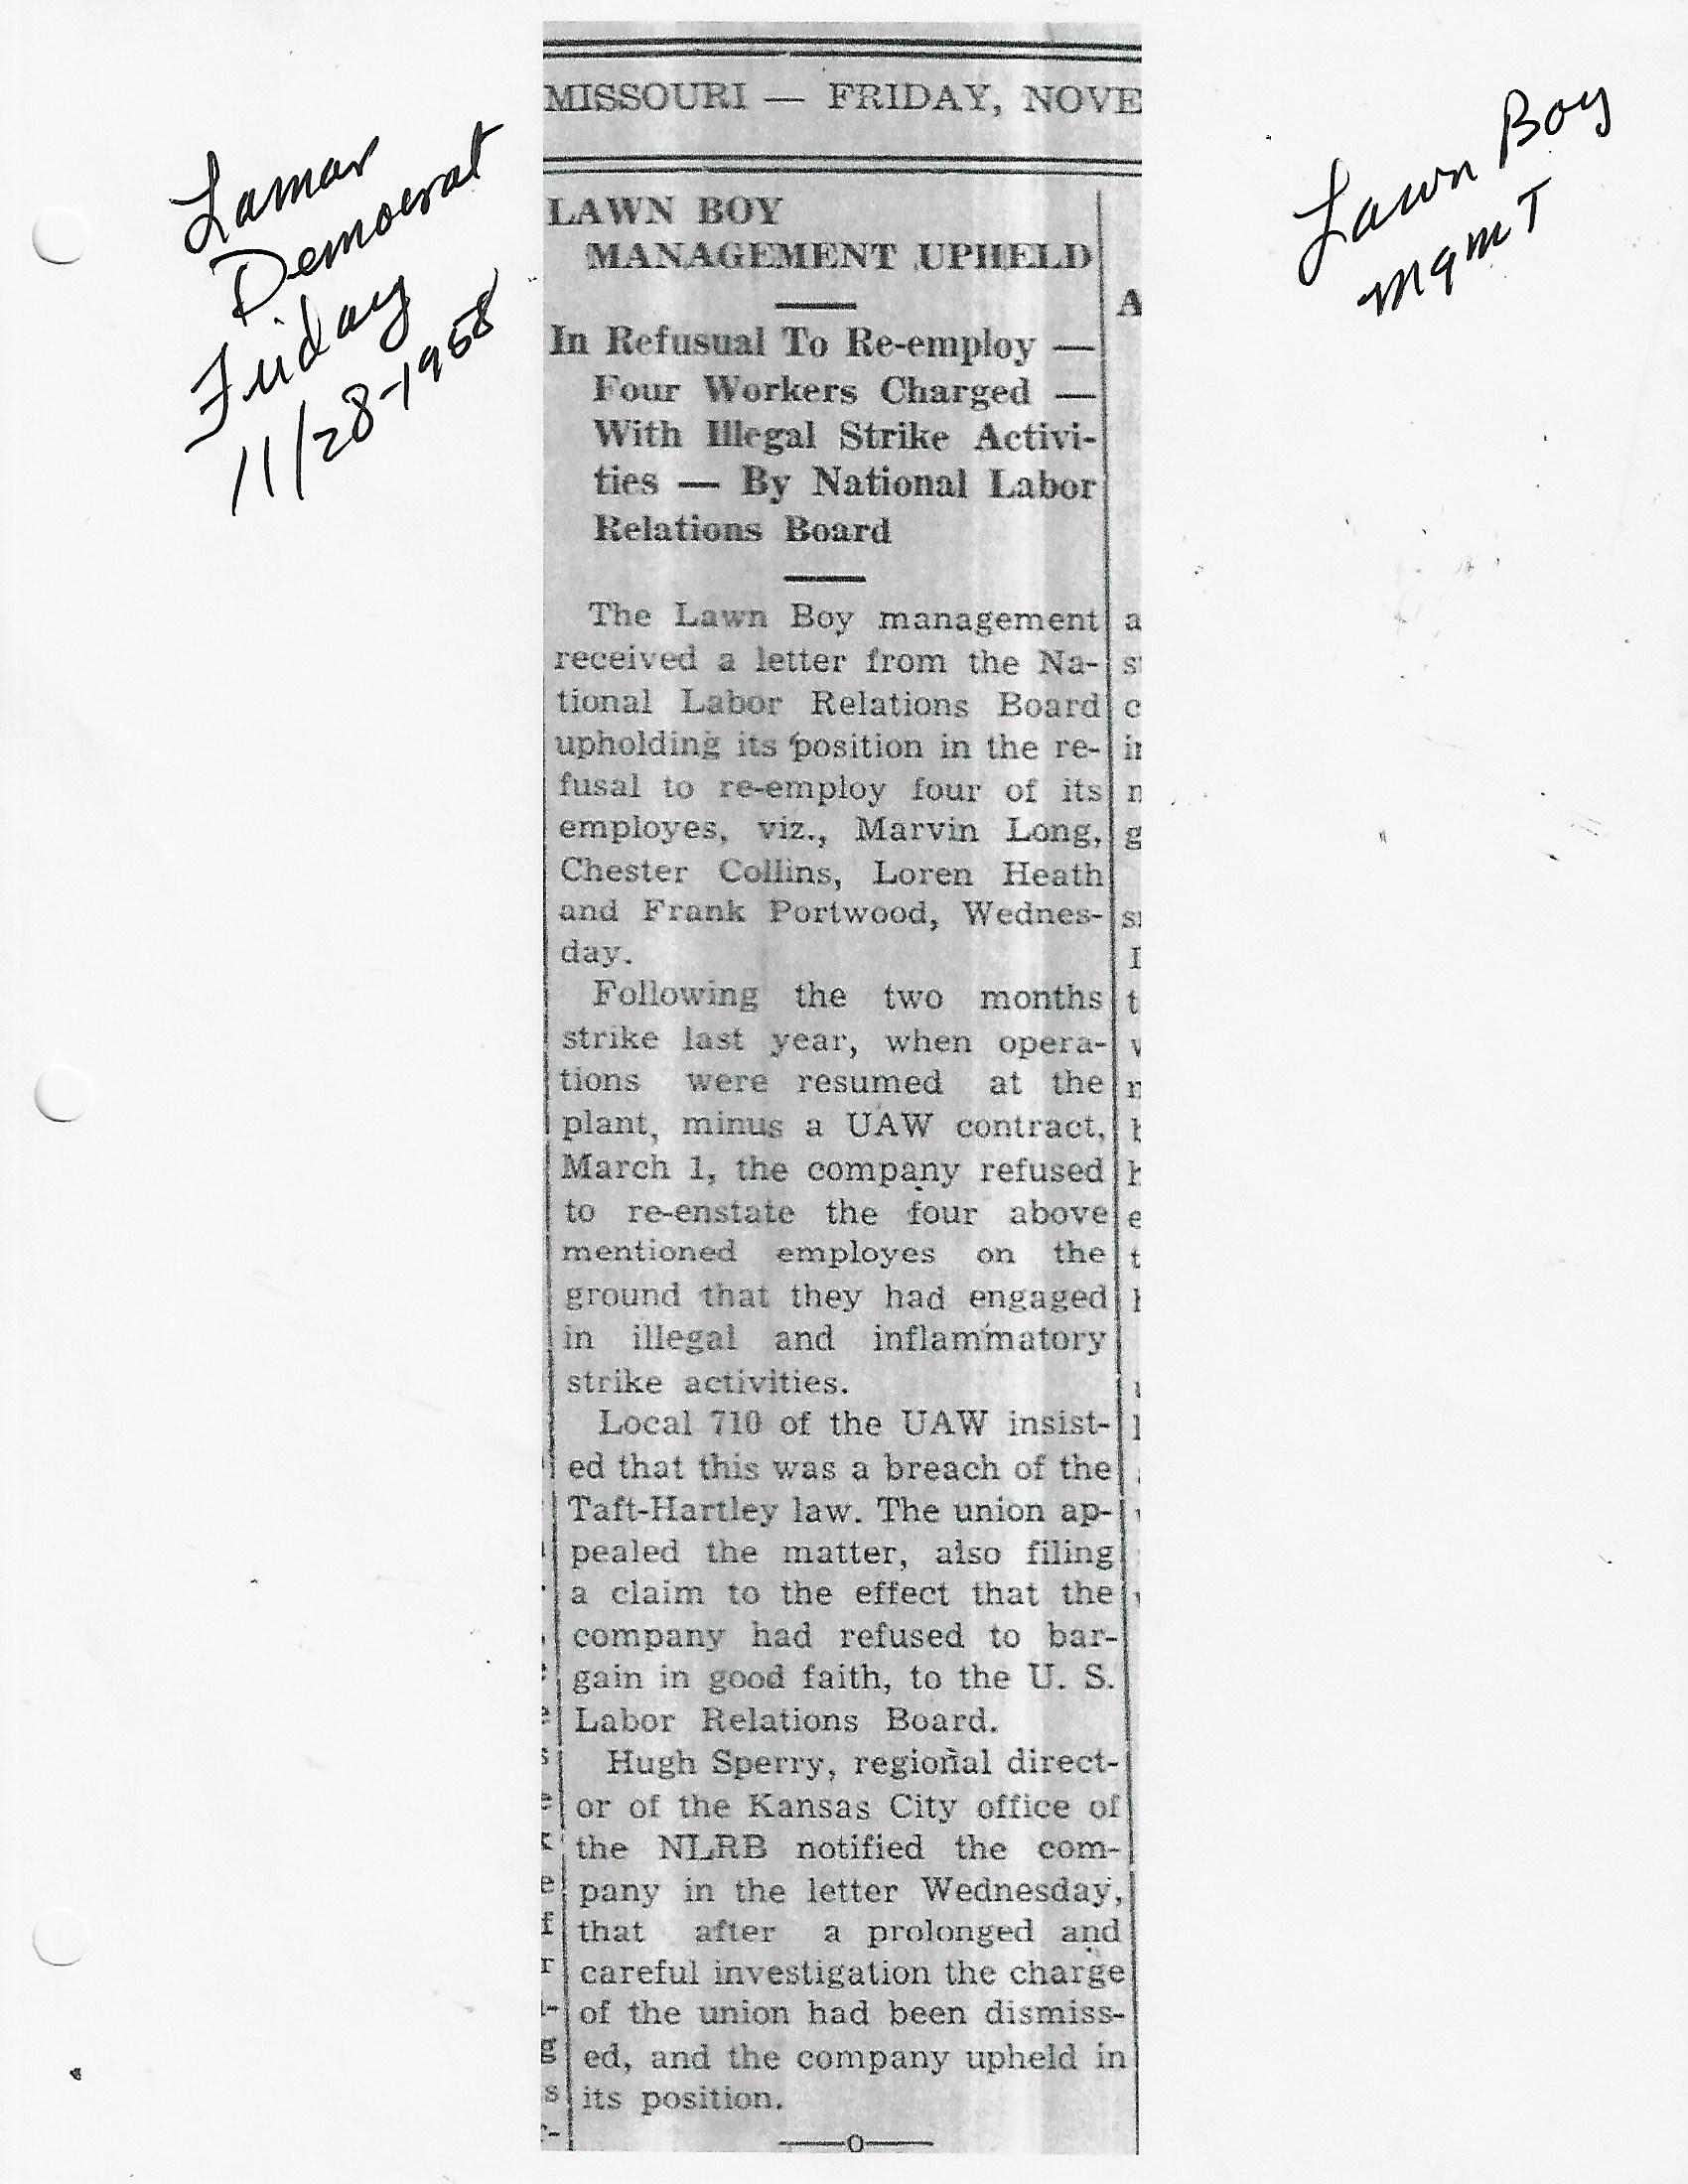 Lamar
Democrat
Friday
11/28-1958
Lawn Boy
mgmT
MISSOURI — FRIDAY, NOVE
LAWN BOY
MANAGEMENT UPHELD
In Refusual To Re-employ —
Four Workers Charged —
With Illegal Strike Activi-
ties — By National Labor
Relations Board
The Lawn Boy management
received a letter from the Na-
tional Labor Relations Board
upholding its position in the re-
fusal to re-employ four of its
employes, viz., Marvin Long,
Chester Collins, Loren Heath
and Frank Portwood, Wednes-
day.
Following the two months
strike last year, when opera-
tions were resumed at the
plant, minus a UAW contract,
March 1, the company refused
to re-enstate the four above
mentioned employes on the
ground that they had engaged
in illegal and inflammatory
strike activities.
Local 710 of the UAW insist-
ed that this was a breach of the
Taft-Hartley law. The union ap-
pealed the matter, also filing
a claim to the effect that the
company had refused to bar-
gain in good faith, to the U. S.
Labor Relations Board.
Hugh Sperry, regional direct-
or of the Kansas City office of
the NLRB notified the com-
pany in the letter Wednesday,
that after a prolonged and
careful investigation the charge
of the union had been dismiss-
ed, and the company upheld in
its position.
——o——